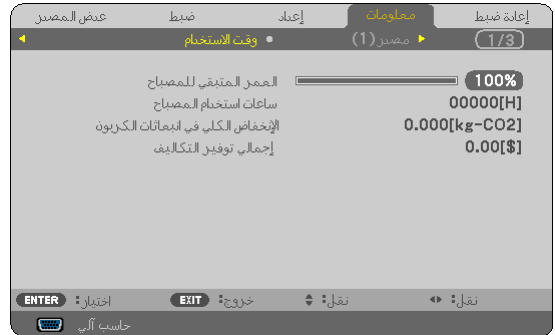 عرض المصدر ضبط إعداد معلومات إعادة ضبط
وقت الاستخدام مصدر (1) (1/3)
العمر المتبقي للمصباح 100%
ساعات استخدام المصباح 00000[H]
الإنخفاض الكلي في انبعاثات الكربون 0.000[kg-CO2]
إجمالي توفير التكاليف 0.00[$]
ENTER اختيار: EXIT خروج: نقل: نقل:
حاسب آلي